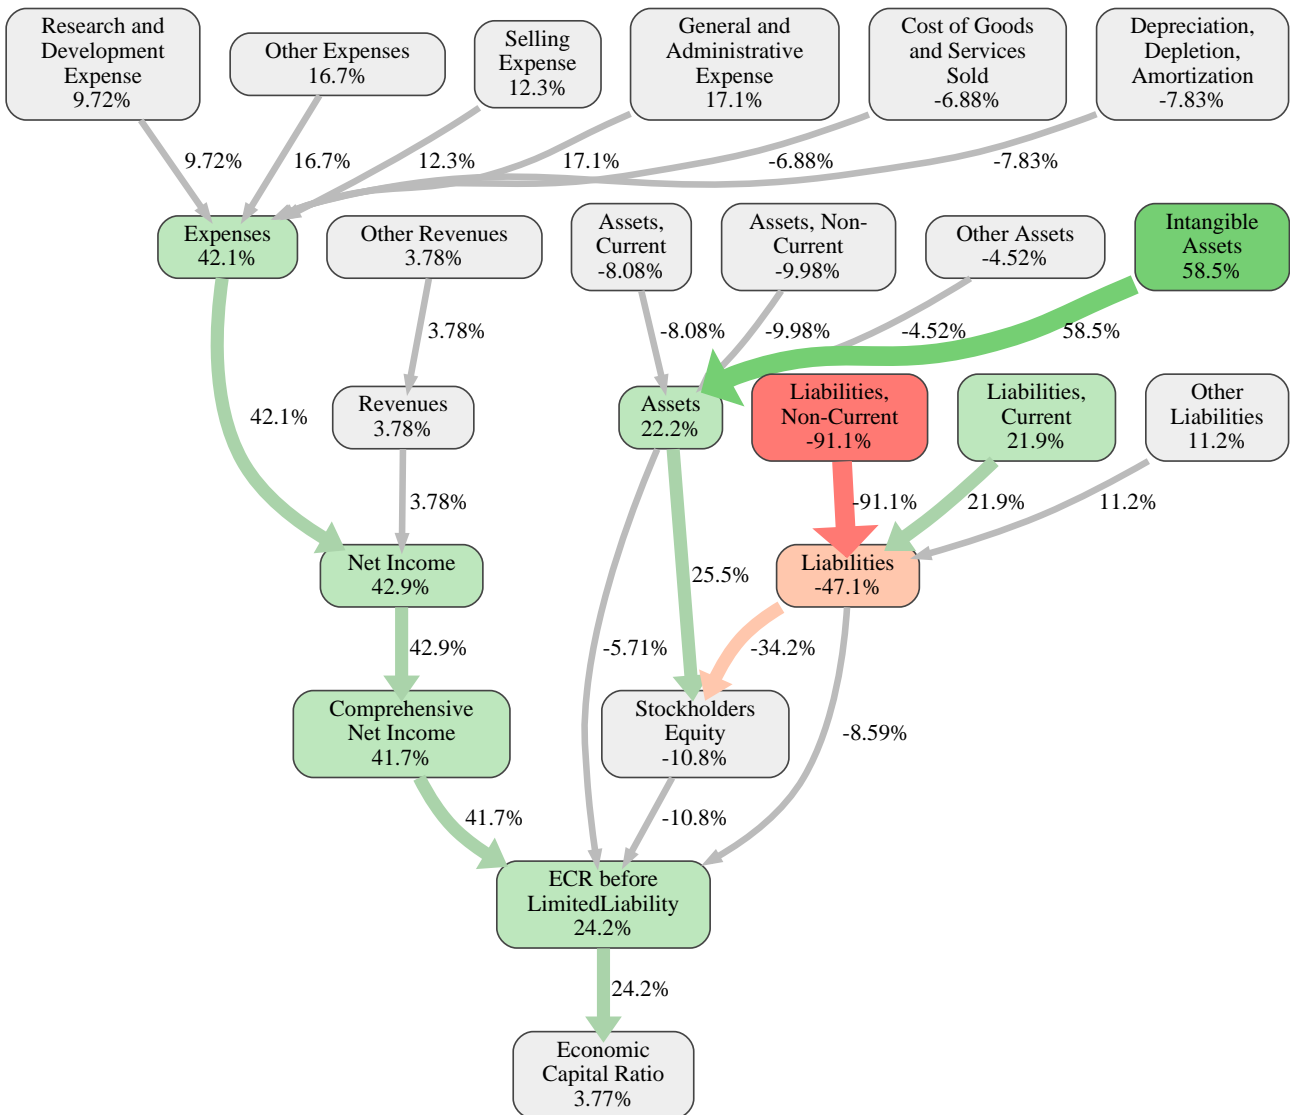 Research and
Development
Expense
9.72%
Other Expenses
16.7%
Selling
Expense
12.3%
General and
Administrative
Expense
17.1%
Cost of Goods
and Services
Sold
-6.88%
Depreciation,
Depletion,
Amortization
-7.83%
9.72%
16.7%
12.3%
17.1%
-6.88%
-7.83%
Expenses
42.1%
Other Revenues
3.78%
Assets,
Current
-8.08%
Assets, Non-
Current
-9.98%
Other Assets
-4.52%
Intangible
Assets
58.5%
3.78%
-8.08%
-9.98%
-4.52%
58.5%
42.1%
Revenues
3.78%
Assets
22.2%
Liabilities,
Non-Current
-91.1%
Liabilities,
Current
21.9%
Other
Liabilities
11.2%
3.78%
-91.1%
21.9%
11.2%
Net Income
42.9%
25.5%
Liabilities
-47.1%
42.9%
-5.71%
-34.2%
Comprehensive
Net Income
41.7%
Stockholders
Equity
-10.8%
-8.59%
41.7%
-10.8%
ECR before
LimitedLiability
24.2%
24.2%
Economic
Capital Ratio
3.77%